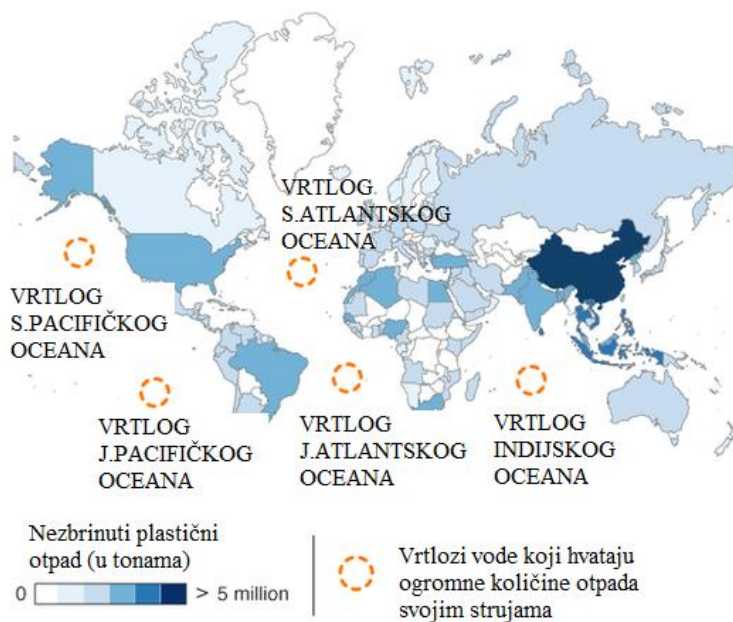 VRTLOG
S.ATLANTSKOG
OCEANA
VRTLOG
S.PACIFIČKOG
OCEANA
VRTLOG
J.PACIFIČKOG
OCEANA
VRTLOG
J.ATLANTSKOG
OCEANA
VRTLOG
INDIJSKOG
OCEANA
Nezbrinuti plastični
otpad (u tonama)
0 > 5 million
Vrtlozi vode koji hvataju
ogromne količine otpada
svojim strujama